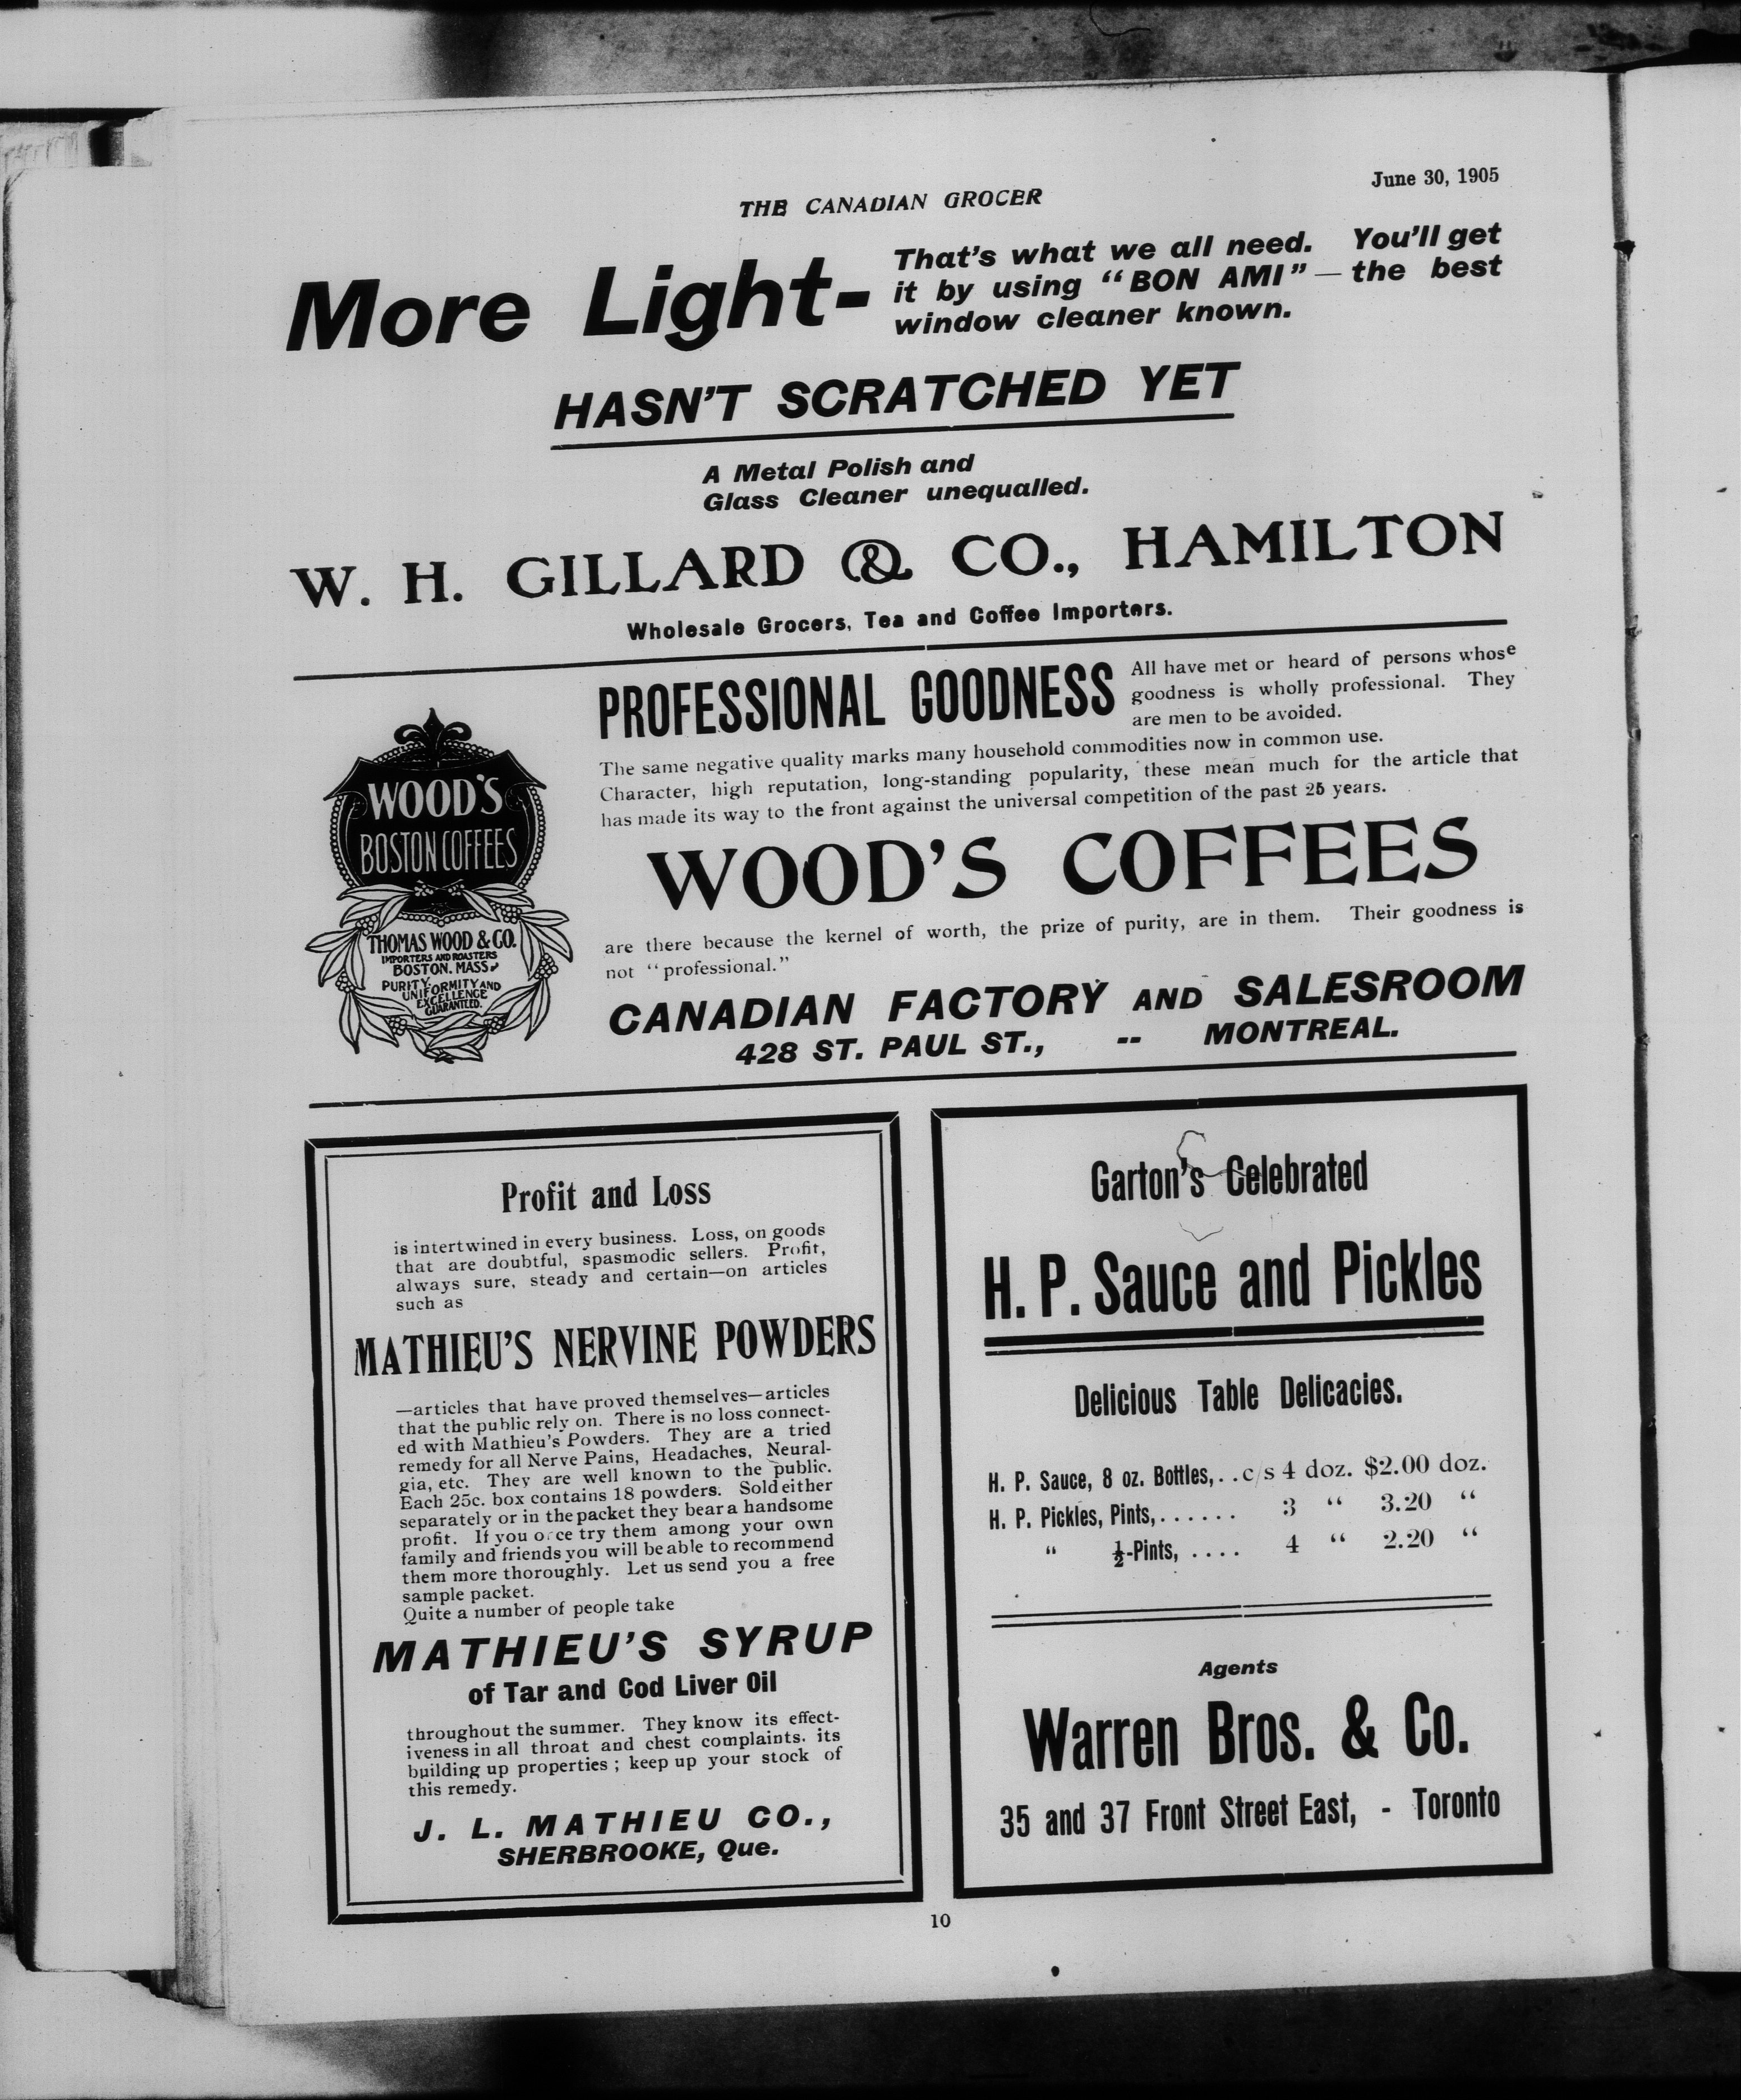 THE CANADIAN GROCER
June 30, 1905
More Light-
That's what we all need. You'll get
it by using "BON AMI" — the best
window cleaner known.
HASN'T SCRATCHED YET
A Metal Polish and
Glass Cleaner unequalled.
W. H. GILLARD & CO., HAMILTON
Wholesale Grocers, Tea and Coffee Importers.
WOOD'S
BOSTON COFFEES
THOMAS WOOD & CO.
IMPORTERS AND ROASTERS
BOSTON. MASS.
PURITY. UNIFORMITY AND
EXCELLENCE
GUARANTEED.
PROFESSIONAL GOODNESS
All have met or heard of persons whose
goodness is wholly professional. They
are men to be avoided.
The same negative quality marks many household commodities now in common use.
Character, high reputation, long-standing popularity, these mean much for the article that
has made its way to the front against the universal competition of the past 25 years.
WOOD'S COFFEES
are there because the kernel of worth, the prize of purity, are in them. Their goodness is
not "professional."
CANADIAN FACTORY AND SALESROOM
428 ST. PAUL ST., -- MONTREAL.
Profit and Loss
is intertwined in every business. Loss, on goods
that are doubtful, spasmodic sellers. Profit,
always sure, steady and certain—on articles
such as
MATHIEU'S NERVINE POWDERS
—articles that have proved themselves—articles
that the public rely on. There is no loss connect-
ed with Mathieu's Powders. They are a tried
remedy for all Nerve Pains, Headaches, Neural-
gia, etc. They are well known to the public.
Each 25c. box contains 18 powders. Sold either
separately or in the packet they bear a handsome
profit. If you once try them among your own
family and friends you will be able to recommend
them more thoroughly. Let us send you a free
sample packet.
Quite a number of people take
MATHIEU'S SYRUP
of Tar and Cod Liver Oil
throughout the summer. They know its effect-
iveness in all throat and chest complaints. its
building up properties ; keep up your stock of
this remedy.
J. L. MATHIEU CO.,
SHERBROOKE, Que.
Garton's Celebrated
H. P. Sauce and Pickles
Delicious Table Delicacies.
H. P. Sauce, 8 oz. Bottles,..c/s 4 doz. $2.00 doz.
H. P. Pickles, Pints,...... 3 " 3.20 "
" ½-Pints, .... 4 " 2.20 "
Agents
Warren Bros. & Co.
35 and 37 Front Street East, - Toronto
10